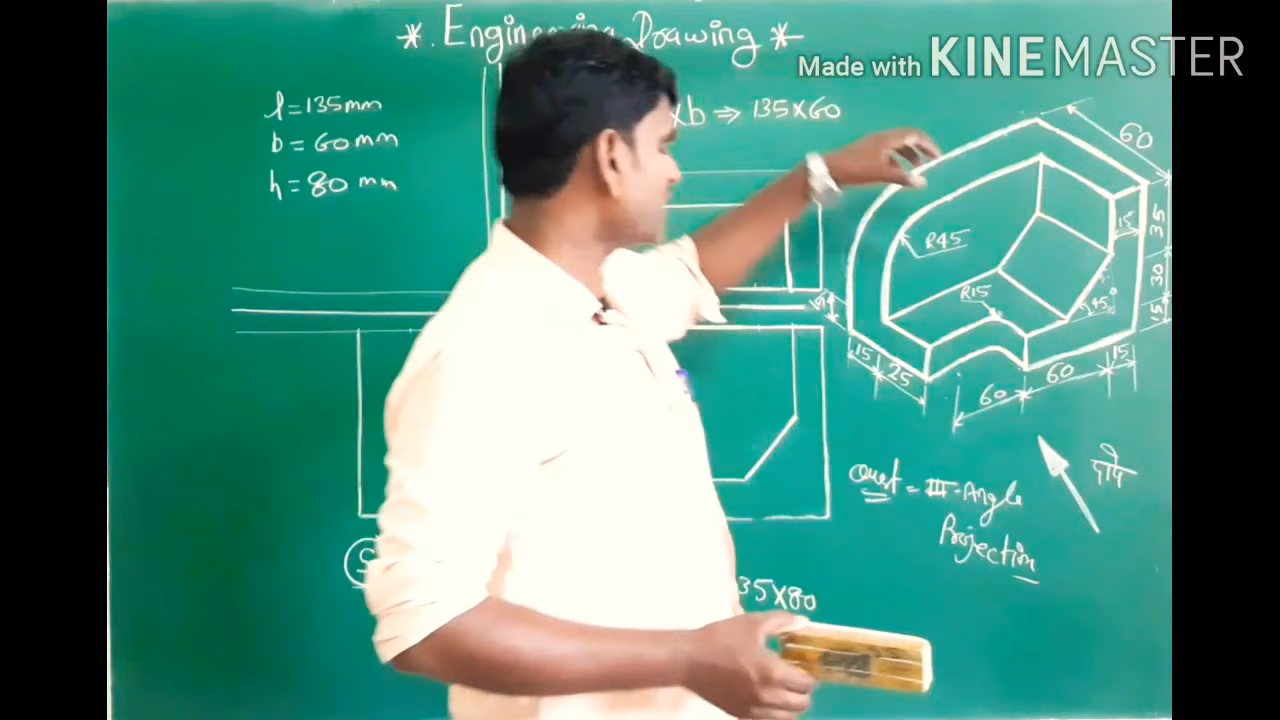 * Engineering Drawing *
Made with KINEMASTER
l=135mm
b=60mm
h=80 mm
xb ⇒ 135X60
60
15
35
R45
30
R15
45°
15
15
25
60
60
15
दृदे
Quest = III-Angle
Projection
S
35X80